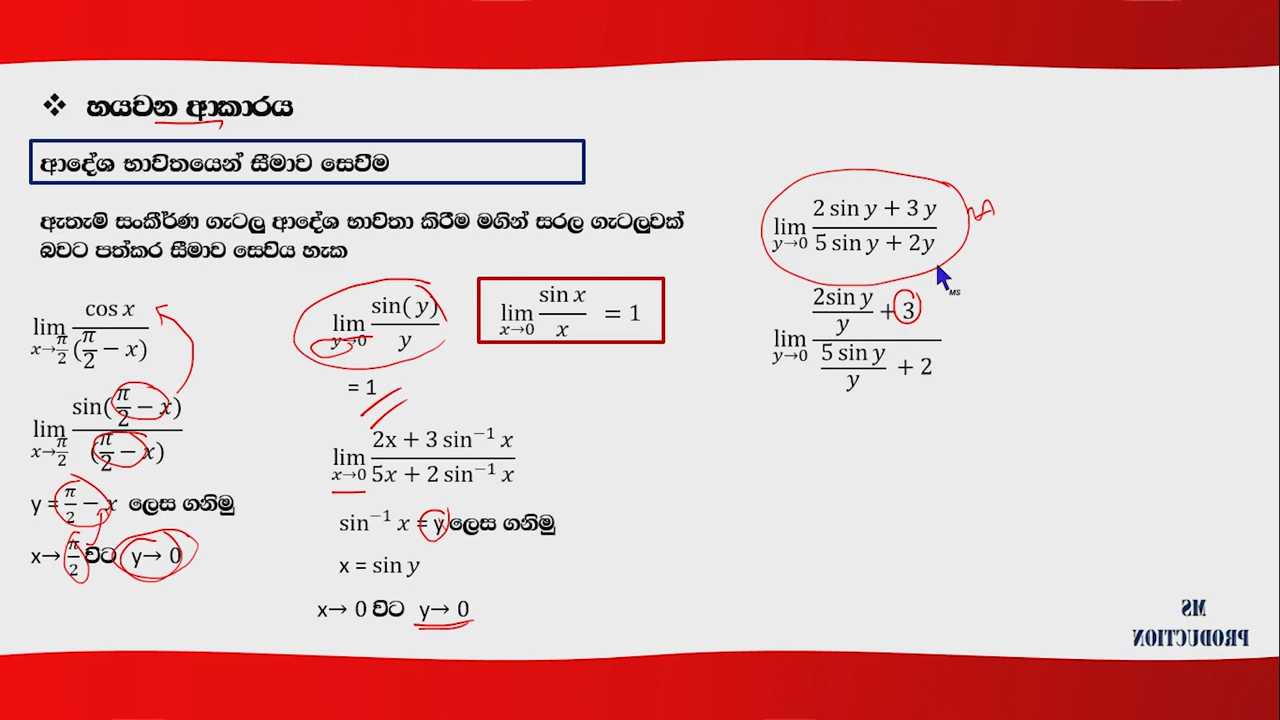 ❖ හයවන ආකාරය
ආදේශ භාවිතයෙන් සීමාව සෙවීම
ඇතැම් සංකීර්ණ ගැටලු ආදේශ භාවිතා කිරීම මගින් සරල ගැටලුවක්
බවට පත්කර සීමාව සෙවිය හැක
lim x→π/2 cos x / (π/2 − x)
lim x→π/2 sin(π/2 − x) / (π/2 − x)
y = π/2 − x ලෙස ගනිමු
x→ π/2 විට y→ 0
lim y→0 sin( y) / y
= 1
lim x→0 sin x / x = 1
lim x→0 (2x + 3 sin⁻¹ x) / (5x + 2 sin⁻¹ x)
sin⁻¹ x = y ලෙස ගනිමු
x = sin y
x→ 0 විට y→ 0
lim y→0 (2 sin y + 3 y) / (5 sin y + 2y)
lim y→0 (2sin y / y + 3) / (5 sin y / y + 2)
MS
MS
PRODUCTION